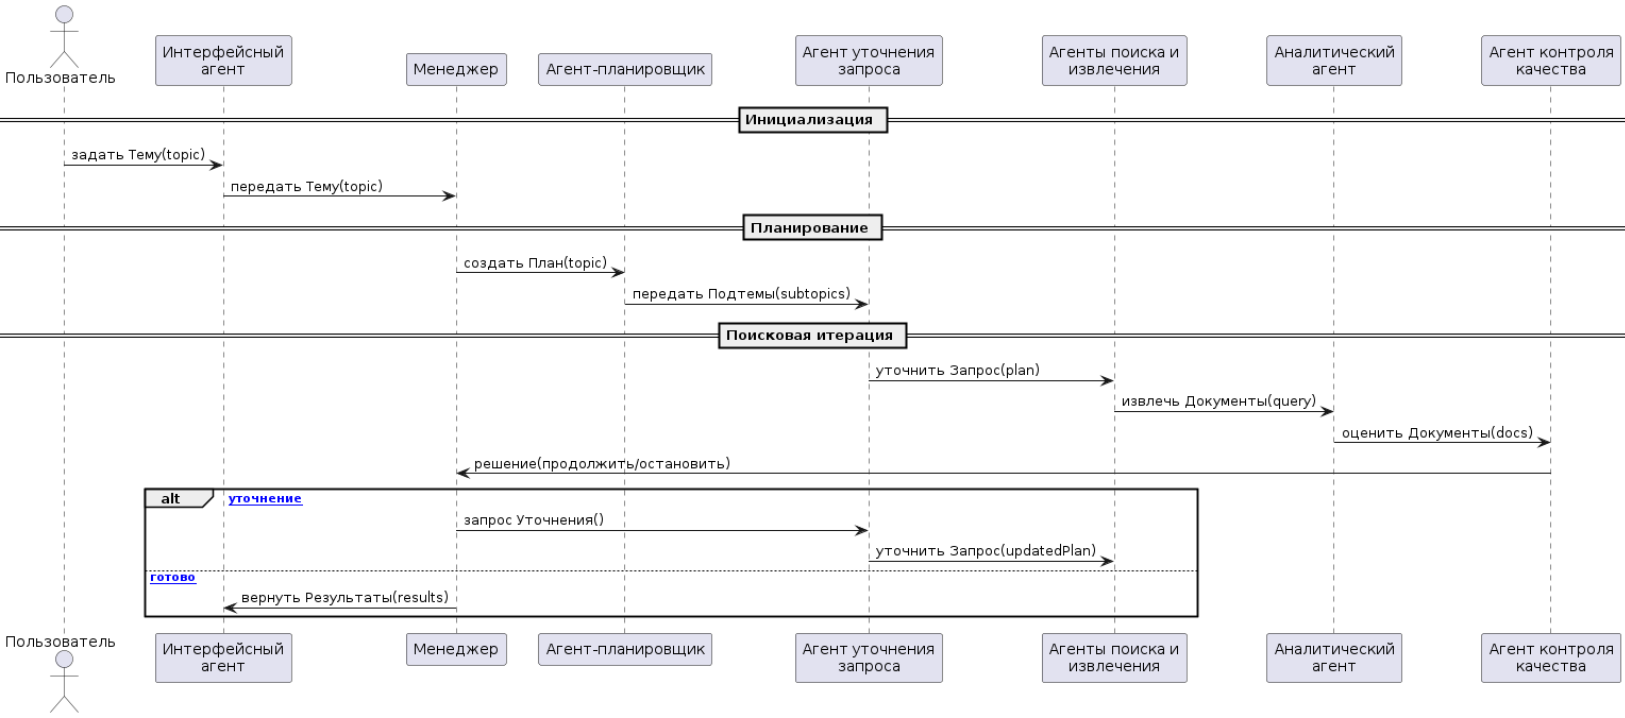 Пользователь
Интерфейсный
агент
Менеджер
Агент-планировщик
Агент уточнения
запроса
Агенты поиска и
извлечения
Аналитический
агент
Агент контроля
качества
Инициализация
задать Тему(topic)
передать Тему(topic)
Планирование
создать План(topic)
передать Подтемы(subtopics)
Поисковая итерация
уточнить Запрос(plan)
извлечь Документы(query)
оценить Документы(docs)
решение(продолжить/остановить)
alt
уточнение
запрос Уточнения()
уточнить Запрос(updatedPlan)
готово
вернуть Результаты(results)
Пользователь
Интерфейсный
агент
Менеджер
Агент-планировщик
Агент уточнения
запроса
Агенты поиска и
извлечения
Аналитический
агент
Агент контроля
качества